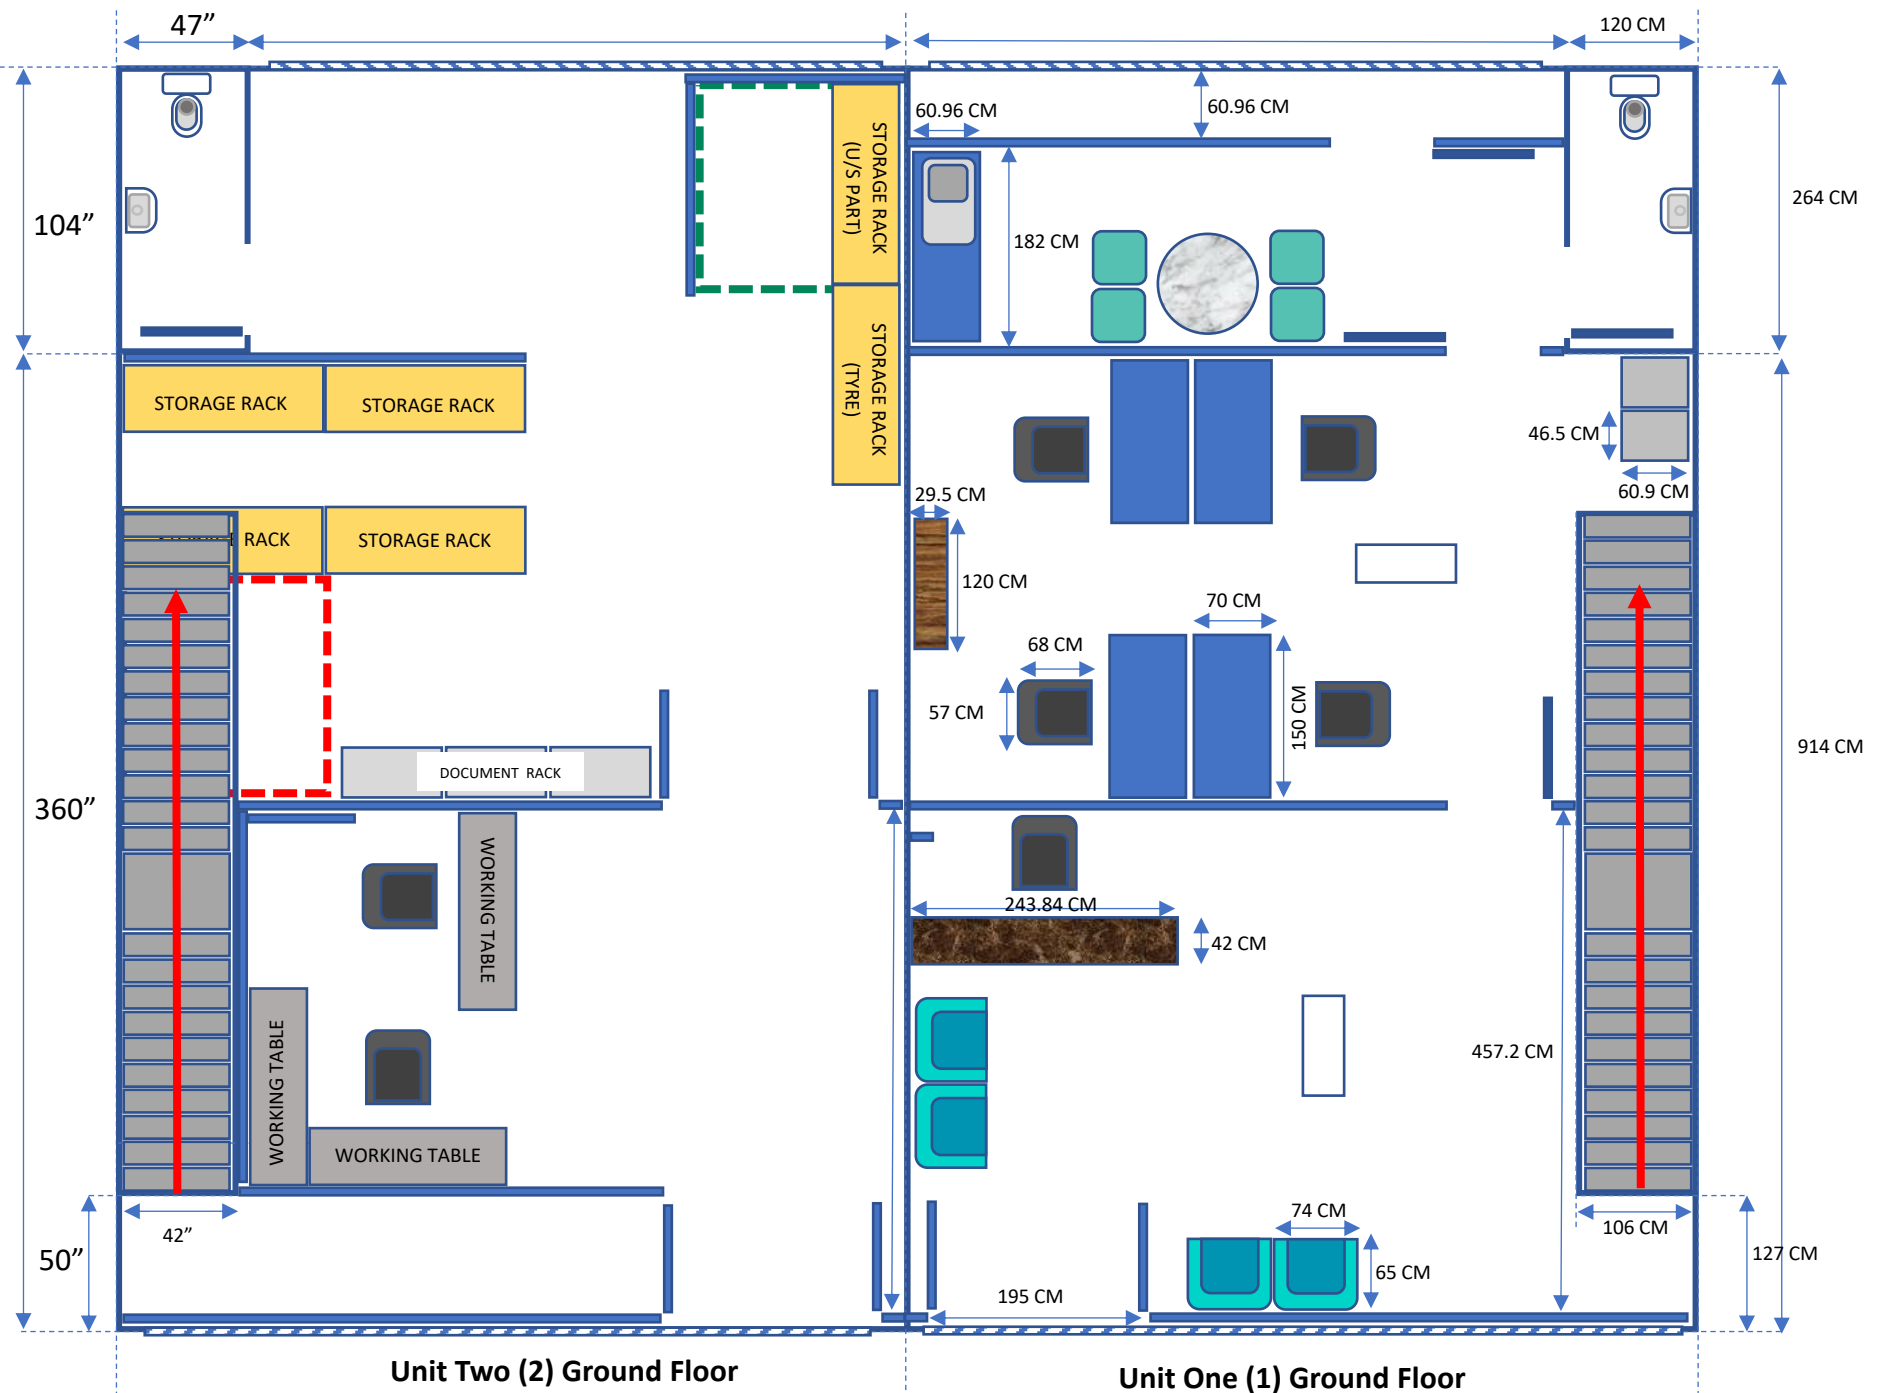 47”
120 CM
60.96 CM
60.96 CM
104”
264 CM
STORAGE RACK
(U/S PART)
182 CM
STORAGE RACK
(TYRE)
STORAGE RACK
STORAGE RACK
46.5 CM
60.9 CM
29.5 CM
RACK
STORAGE RACK
120 CM
70 CM
68 CM
57 CM
150 CM
914 CM
DOCUMENT RACK
360”
WORKING TABLE
243.84 CM
42 CM
WORKING TABLE
457.2 CM
WORKING TABLE
42”
74 CM
106 CM
50”
65 CM
127 CM
195 CM
Unit Two (2) Ground Floor
Unit One (1) Ground Floor